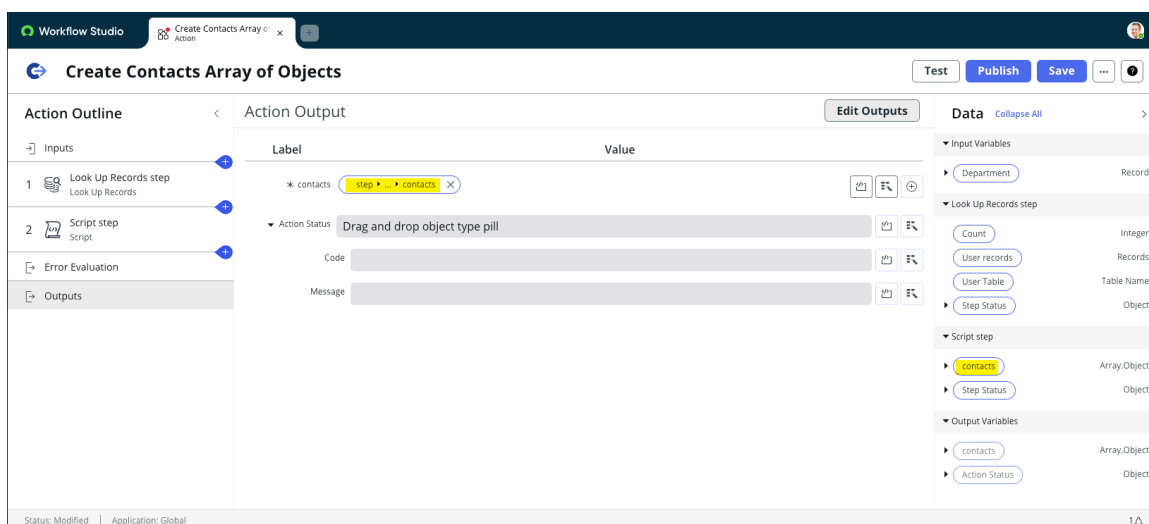 Workflow Studio
Create Contacts Array o
Action
Create Contacts Array of Objects
Test
Publish
Save
Action Outline
Inputs
1
Look Up Records step
Look Up Records
2
Script step
Script
Error Evaluation
Outputs
Action Output
Edit Outputs
Label
Value
* contacts
step ▸ ... ▸ contacts
Action Status
Drag and drop object type pill
Code
Message
Data Collapse All
Input Variables
Department Record
Look Up Records step
Count Integer
User records Records
User Table Table Name
Step Status Object
Script step
contacts Array.Object
Step Status Object
Output Variables
contacts Array.Object
Action Status Object
Status: Modified | Application: Global